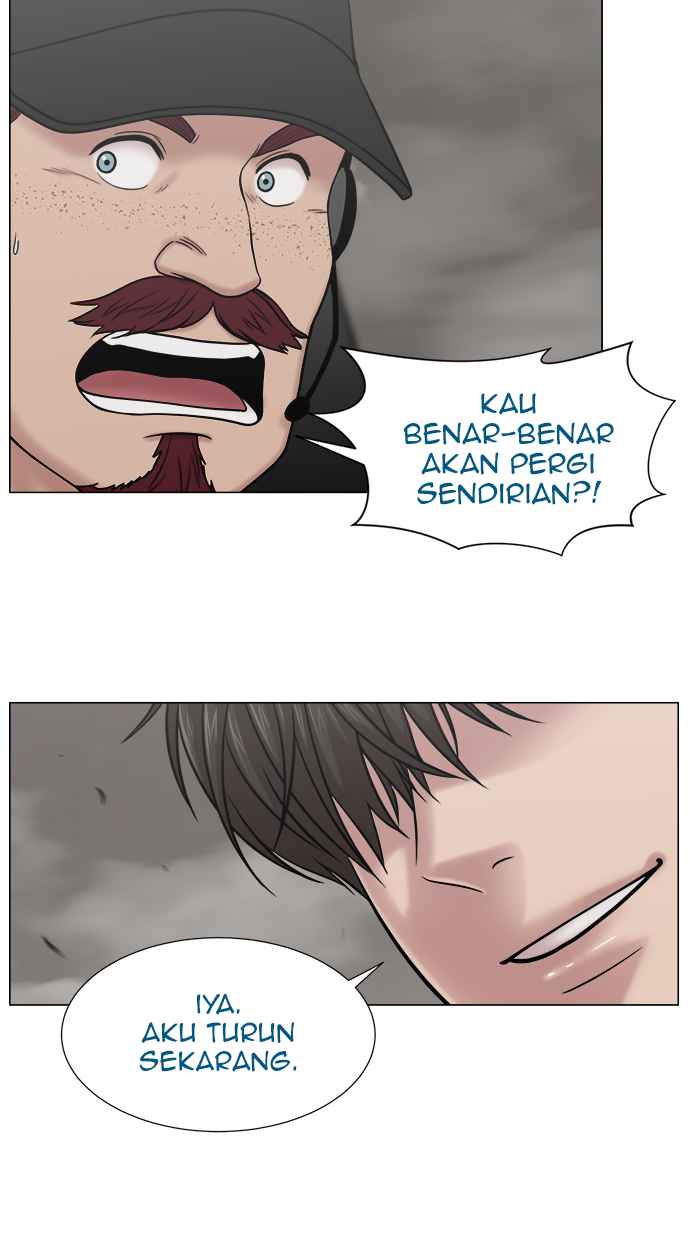 KAU
BENAR-BENAR
AKAN PERGI
SENDIRIAN?!
IYA,
AKU TURUN
SEKARANG.